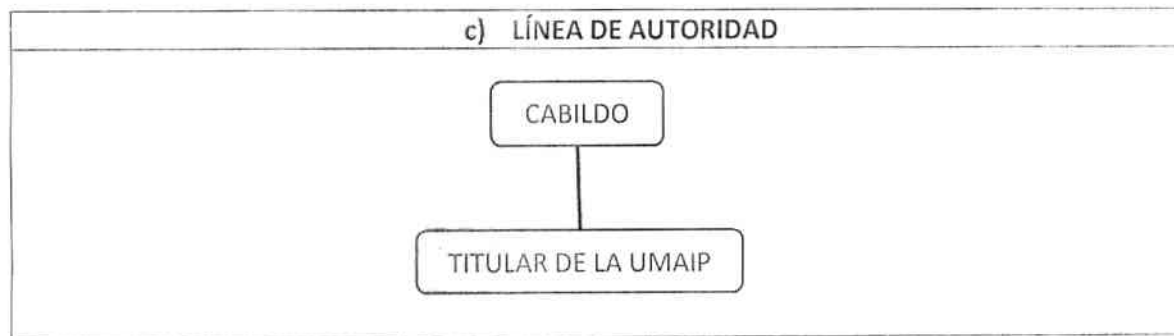 c) LÍNEA DE AUTORIDAD
CABILDO
TITULAR DE LA UMAIP